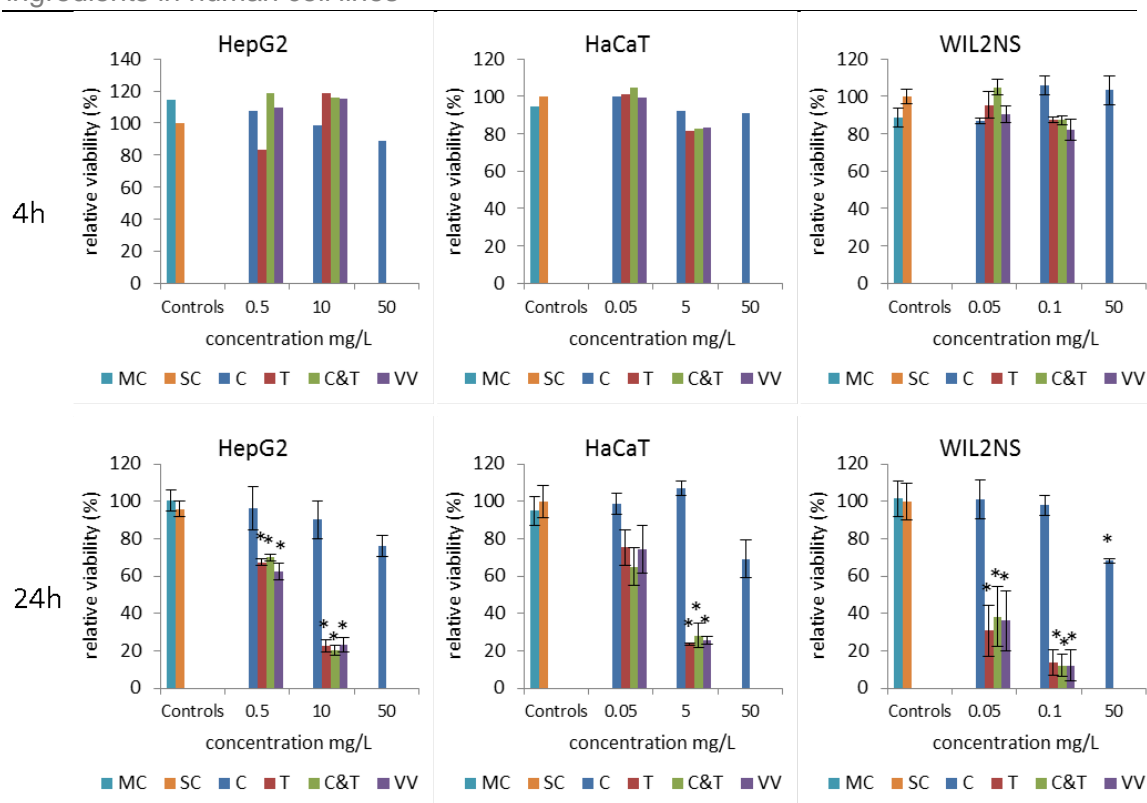 ingredients in human cell lines
4h
HepG2
relative viability (%)
140
120
100
80
60
40
20
0
Controls 0.5 10 50
concentration mg/L
MC SC C T C&T VV
HaCaT
relative viability (%)
120
100
80
60
40
20
0
Controls 0.05 5 50
concentration mg/L
MC SC C T C&T VV
WIL2NS
relative viability (%)
120
100
80
60
40
20
0
Controls 0.05 0.1 50
concentration mg/L
MC SC C T C&T VV
24h
HepG2
relative viability (%)
120
100
80
60
40
20
0
* * *
* * *
Controls 0.5 10 50
concentration mg/L
MC SC C T C&T VV
HaCaT
relative viability (%)
120
100
80
60
40
20
0
* * *
Controls 0.05 5 50
concentration mg/L
MC SC C T C&T VV
WIL2NS
relative viability (%)
120
100
80
60
40
20
0
* * *
* * *
*
Controls 0.05 0.1 50
concentration mg/L
MC SC C T C&T VV